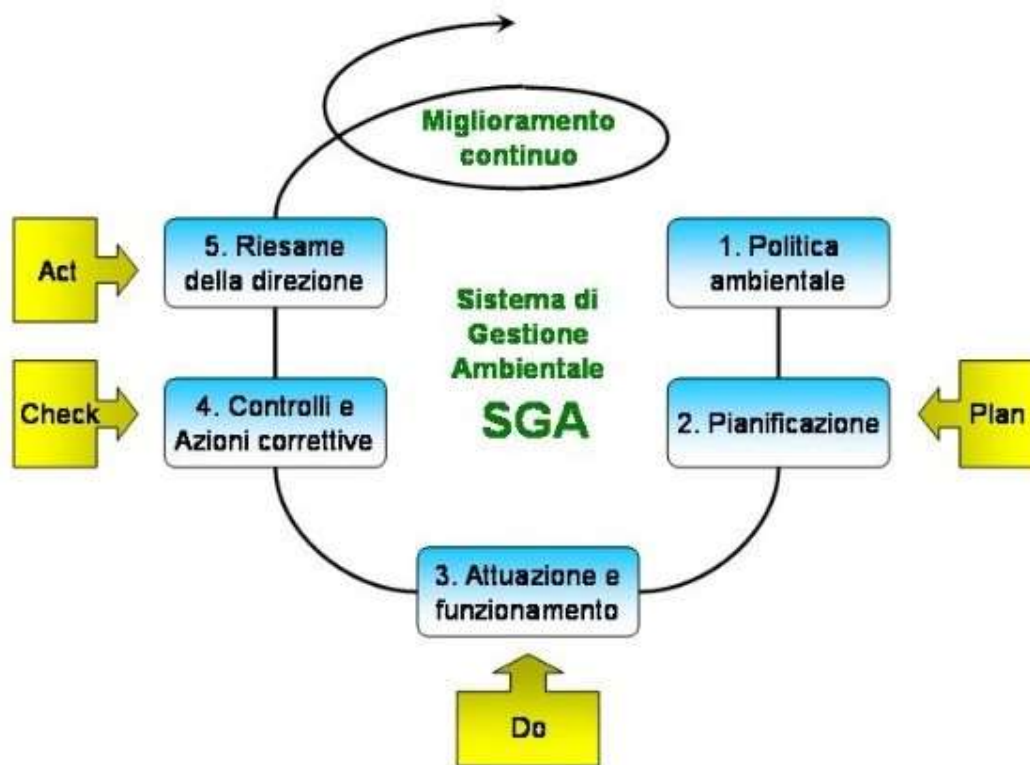 Miglioramento
continuo
Act
5. Riesame
della direzione
1. Politica
ambientale
Sistema di
Gestione
Ambientale
SGA
Check
4. Controlli e
Azioni correttive
2. Pianificazione
Plan
3. Attuazione e
funzionamento
Do